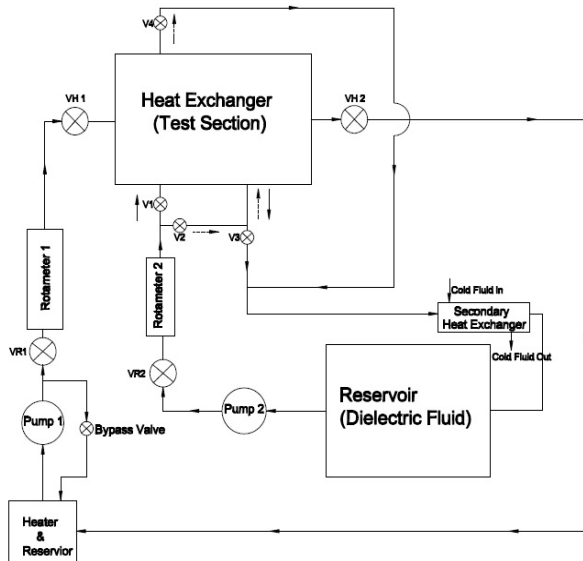 V4
VH 1
Heat Exchanger
(Test Section)
VH 2
V1
V2
V3
Rotameter 1
Rotameter 2
Cold Fluid In
Secondary
Heat Exchanger
Cold Fluid Out
VR1
VR2
Pump 1
Bypass Valve
Pump 2
Reservoir
(Dielectric Fluid)
Heater
&
Reservior